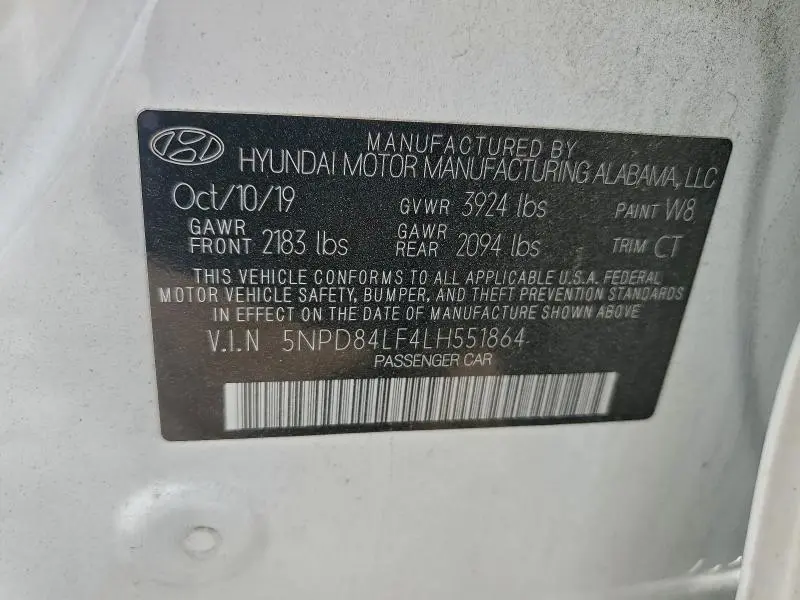 MANUFACTURED BY
HYUNDAI MOTOR MANUFACTURING ALABAMA, LLC
Oct/10/19 GVWR 3924 lbs PAINT W8
GAWR FRONT 2183 lbs GAWR REAR 2094 lbs TRIM CT
THIS VEHICLE CONFORMS TO ALL APPLICABLE U.S.A. FEDERAL
MOTOR VEHICLE SAFETY, BUMPER, AND THEFT PREVENTION STANDARDS
IN EFFECT ON THE DATE OF MANUFACTURE SHOWN ABOVE
V.I.N 5NPD84LF4LH551864
PASSENGER CAR